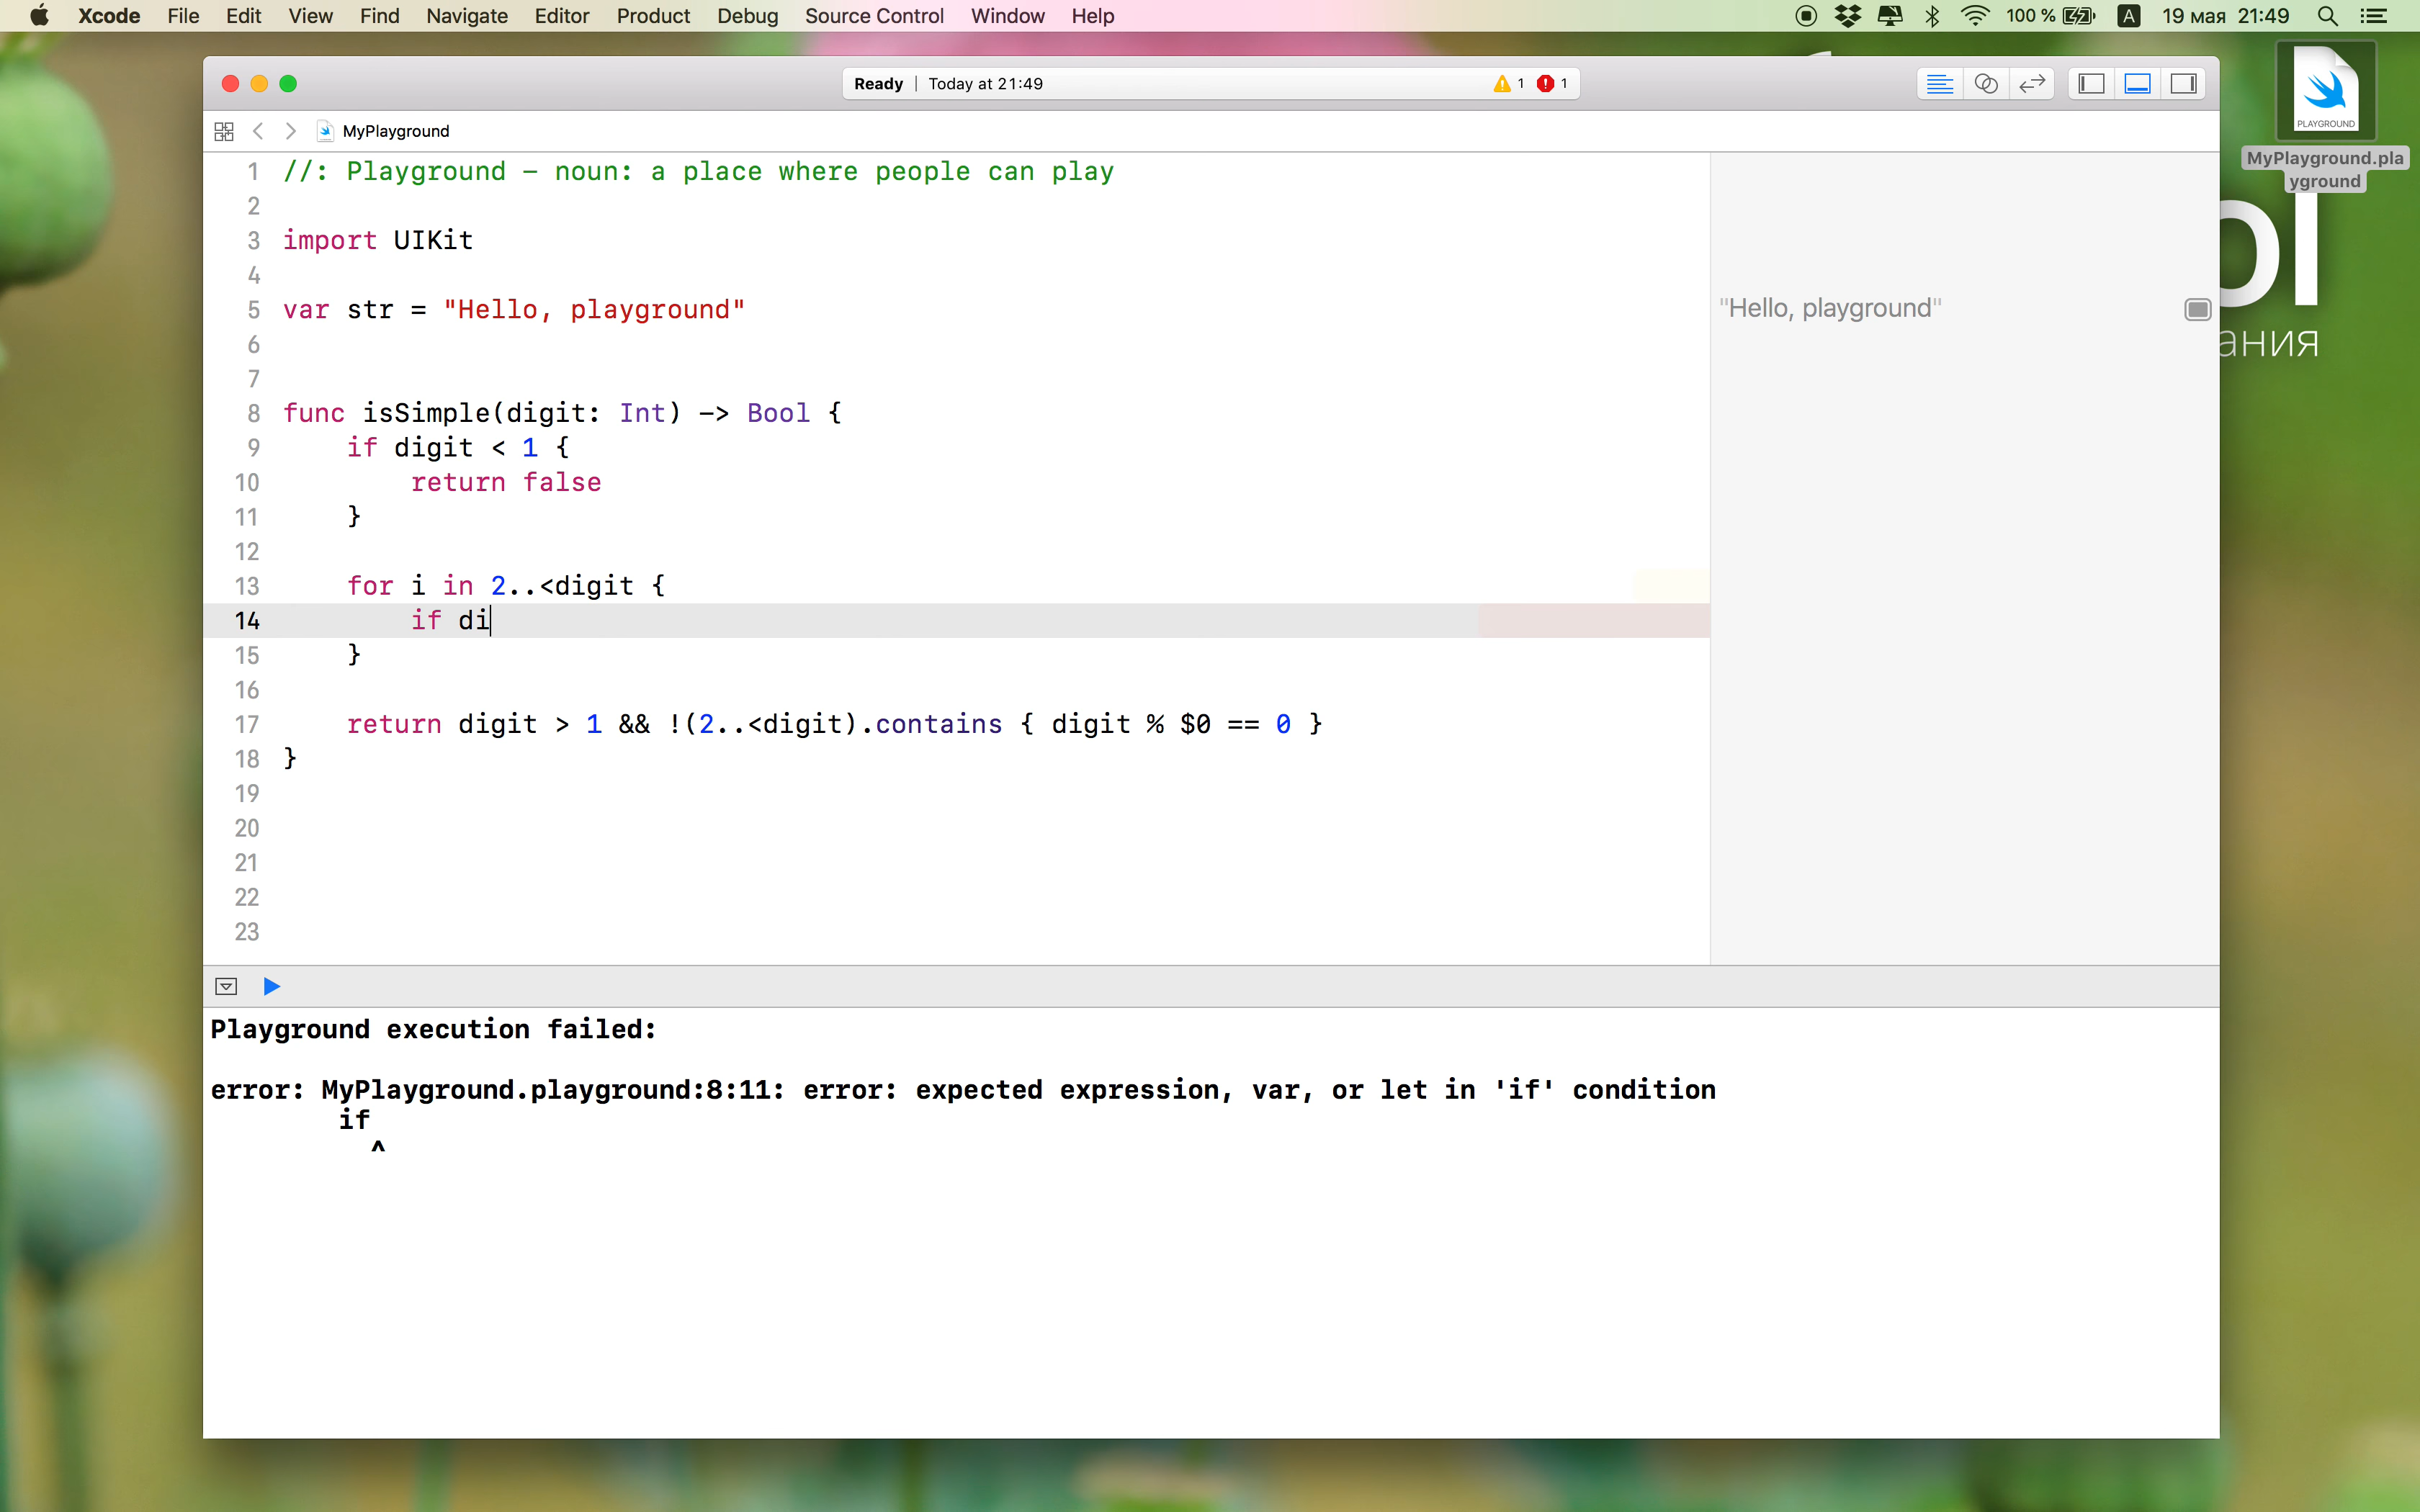 Xcode File Edit View Find Navigate Editor Product Debug Source Control Window Help 100 % A 19 мая 21:49
Ready | Today at 21:49 1 1
MyPlayground
PLAYGROUND
MyPlayground.pla
yground
ol
ания
1 //: Playground – noun: a place where people can play
2
3 import UIKit
4
5 var str = "Hello, playground" "Hello, playground"
6
7
8 func isSimple(digit: Int) -> Bool {
9 if digit < 1 {
10 return false
11 }
12
13 for i in 2..<digit {
14 if di
15 }
16
17 return digit > 1 && !(2..<digit).contains { digit % $0 == 0 }
18 }
19
20
21
22
23
Playground execution failed:
error: MyPlayground.playground:8:11: error: expected expression, var, or let in 'if' condition
if
^